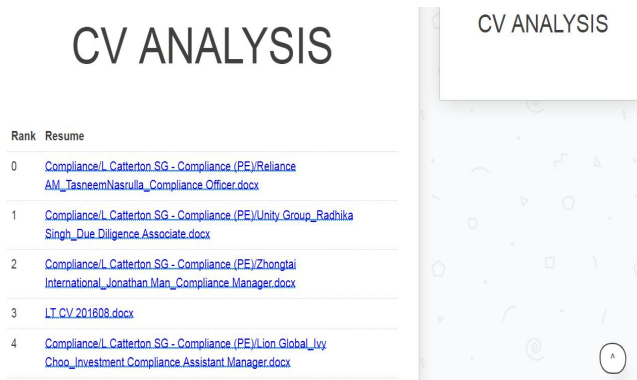 CV ANALYSIS
Rank Resume
0 Compliance/L Catterton SG - Compliance (PE)/Reliance
AM_TasneemNasrulla_Compliance Officer.docx
1 Compliance/L Catterton SG - Compliance (PE)/Unity Group_Radhika
Singh_Due Diligence Associate.docx
2 Compliance/L Catterton SG - Compliance (PE)/Zhongtai
International_Jonathan Man_Compliance Manager.docx
3 LT CV 201608.docx
4 Compliance/L Catterton SG - Compliance (PE)/Lion Global_Ivy
Choo_Investment Compliance Assistant Manager.docx
CV ANALYSIS